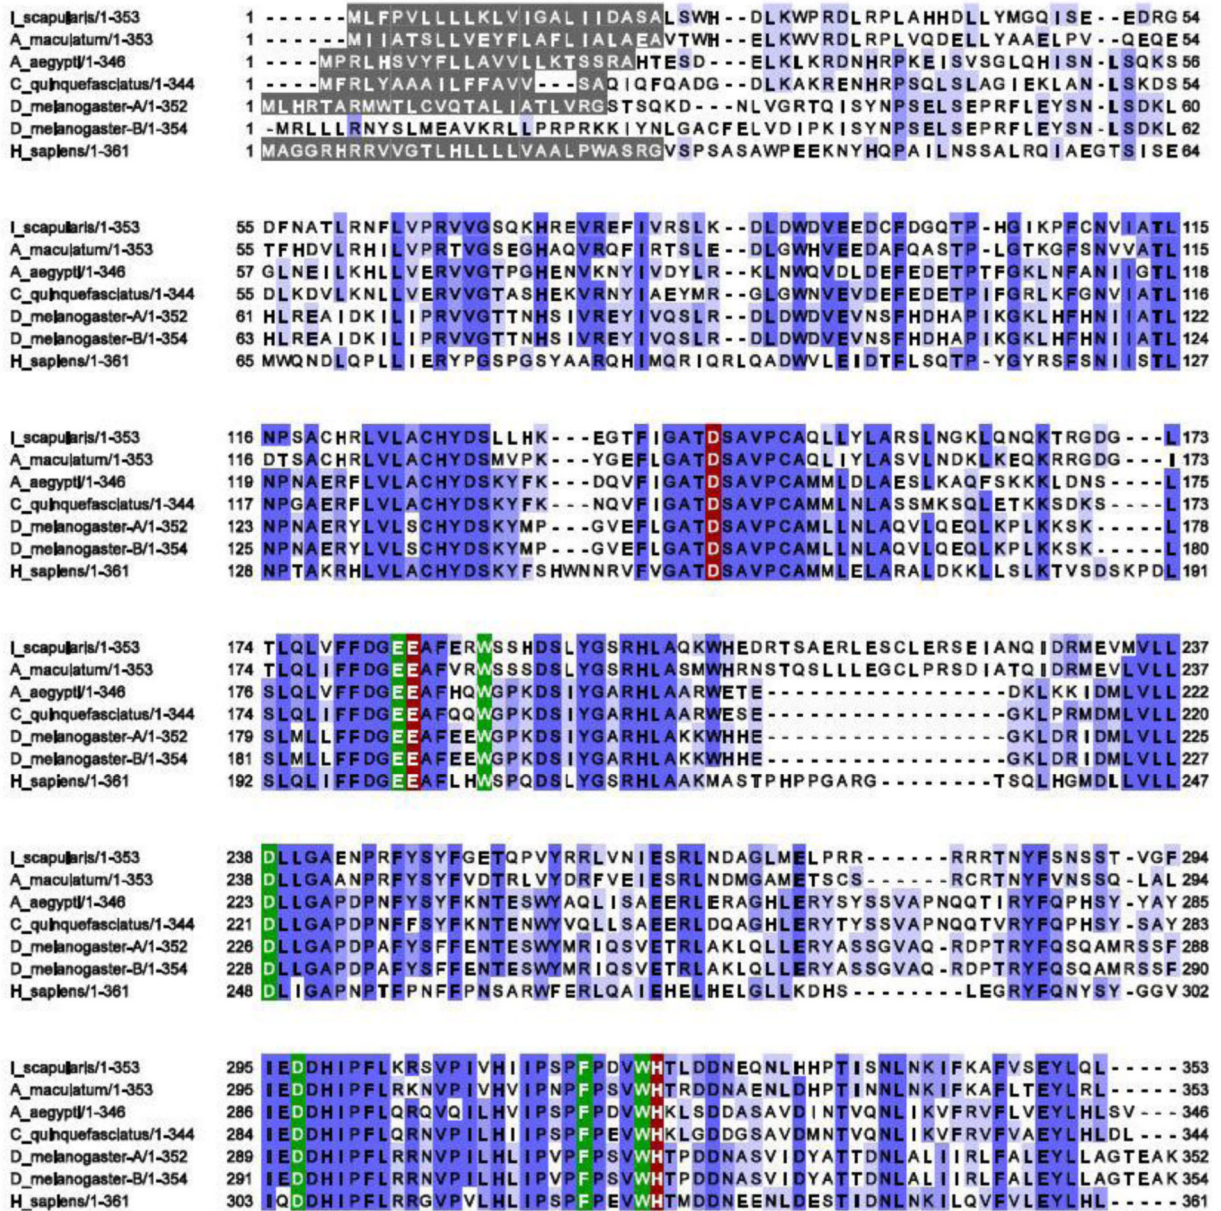 I_scapularis/1-353 1 ------MLFPVLLLLKLVIGALIIDASALSWH--DLKWPRDLRPLAHHDLLYMGQISE--EDRG 54
A_maculatum/1-353 1 ------MIIATSLLVEYFLAFLIALAEAVTWH--ELKWVRDLRPLVQDELLYAAELPV--QEQE 54
A_aegypti/1-346 1 ----MPRLHSVYFLLAVVLLKTSSRAHTESD---ELKLKRDNHRPKEISVSGLQHISN-LSQKS 56
C_quinquefasciatus/1-344 1 ----MFRLYAAAILFFAVV---SAQIQFQADG--DLKAKRENHRPSQLSLAGIEKLAN-LSKDS 54
D_melanogaster-A/1-352 1 MLHRTARMWTLCVQTALIATLVRGSTSQKD---NLVGRTQISYNPSELSEPRFLEYSN-LSDKL 60
D_melanogaster-B/1-354 1 -MRLLLRNYSLMEAVKRLLPRPRKKIYNLGACFELVDIPKISYNPSELSEPRFLEYSN-LSDKL 62
H_sapiens/1-361 1 MAGGRHRRVVGTLHLLLLVAALPWASRGVSPSASAWPEEKNYHQPAILNSSALRQIAEGTSISE 64
I_scapularis/1-353 55 DFNATLRNFLVPRVVGSQKHREVREFIVRSLK--DLDWDVEEDCFDGQTP-HGIKPFCNVIATL 115
A_maculatum/1-353 55 TFHDVLRHILVPRTVGSEGHAQVRQFIRTSLE--DLGWHVEEDAFQASTP-LGTKGFSNVVATL 115
A_aegypti/1-346 57 GLNEILKHLLVERVVGTPGHENVKNYIVDYLR--KLNWQVDLDEFEDETPTFGKLNFANIIGTL 118
C_quinquefasciatus/1-344 55 DLKDVLKNLLVERVVGTASHEKVRNYIAEYMR--GLGWNVEVDEFEDETPIFGRLKFGNVIATL 116
D_melanogaster-A/1-352 61 HLREAIDKILIPRVVGTTNHSIVREYIVQSLR--DLDWDVEVNSFHDHAPIKGKLHFHNIIATL 122
D_melanogaster-B/1-354 63 HLREAIDKILIPRVVGTTNHSIVREYIVQSLR--DLDWDVEVNSFHDHAPIKGKLHFHNIIATL 124
H_sapiens/1-361 65 MWQNDLQPLLIERYPGSPGSYAARQHIMQRIQRLQADWVLEIDTFLSQTP-YGYRSFSNIISTL 127
I_scapularis/1-353 116 NPSACHRLVLACHYDSLLHK---EGTFIGATDSAVPCAQLLYLARSLNGKLQNQKTRGDG---L 173
A_maculatum/1-353 116 DTSACHRLVLACHYDSMVPK---YGEFLGATDSAVPCAQLIYLASVLNDKLKEQKRRGDG---I 173
A_aegypti/1-346 119 NPNAERFLVLACHYDSKYFK---DQVFIGATDSAVPCAMMLDLAESLKAQFSKKKLDNS----L 175
C_quinquefasciatus/1-344 117 NPGAERFLVLACHYDSKYFK---NQVFIGATDSAVPCAMMLNLASSMKSQLETKKSDKS-----L 173
D_melanogaster-A/1-352 123 NPNAERYLVLSCHYDSKYMP---GVEFLGATDSAVPCAMLLNLAQVLQEQLKPLKKSK-----L 178
D_melanogaster-B/1-354 125 NPNAERYLVLSCHYDSKYMP---GVEFLGATDSAVPCAMLLNLAQVLQEQLKPLKKSK-----L 180
H_sapiens/1-361 128 NPTAKRHLVLACHYDSKYFSHWNNRVFVGATDSAVPCAMMLELARALDKKLLSLKTVSDSKPDL 191
I_scapularis/1-353 174 TLQLVFFDGEEAFERWSSHDSLYGSRHLAQKWHEDRTSAERLESCLERSEIANQIDRMEVMVLL 237
A_maculatum/1-353 174 TLQLIFFDGEEAFVRWSSSDSLYGSRHLASMWHRNSTQSLLLEGCLPRSDIATQIDRMEVLVLL 237
A_aegypti/1-346 176 SLQLVFFDGEEAFHQWGPKDSIYGARHLAARWETE-----------------DKLKKIDMLVLL 222
C_quinquefasciatus/1-344 174 SLQLIFFDGEEAFQQWGPKDSIYGARHLAARWESE-----------------GKLPRMDMLVLL 220
D_melanogaster-A/1-352 179 SLMLLFFDGEEAFEEWGPKDSIYGARHLAKKWHHE-----------------GKLDRIDMLVLL 225
D_melanogaster-B/1-354 181 SLMLLFFDGEEAFEEWGPKDSIYGARHLAKKWHHE-----------------GKLDRIDMLVLL 227
H_sapiens/1-361 192 SLQLIFFDGEEAFLHWSPQDSLYGSRHLAAKMASTPHPPGARG--------TSQLHGMDLLVLL 247
I_scapularis/1-353 238 DLLGAENPRFYSYFGETQPVYRRLVNIESRLNDAGLMELPRR------RRRTNYFSNSST-VGF 294
A_maculatum/1-353 238 DLLGAANPRFYSYFVDTRLVYDRFVEIESRLNDMGAMETSCS------RCRTNYFVNSSQ-LAL 294
A_aegypti/1-346 223 DLLGAPDPNFYSYFKNTESWYAQLISAEERLERAGHLERYSYSSVAPNQQTIRYFQPHSY-YAY 285
C_quinquefasciatus/1-344 221 DLLGAPDPNFFSYFKNTENWYVQLLSAEERLDQAGHLERYTYSSVAPNQQTVRYFQPHSY-SAY 283
D_melanogaster-A/1-352 226 DLLGAPDPAFYSFFENTESWYMRIQSVETRLAKLQLLERYASSGVAQ-RDPTRYFQSQAMRSSF 288
D_melanogaster-B/1-354 228 DLLGAPDPAFYSFFENTESWYMRIQSVETRLAKLQLLERYASSGVAQ-RDPTRYFQSQAMRSSF 290
H_sapiens/1-361 248 DLIGAPNPTFPNFFPNSARWFERLQAIEHELHELGLLKDHS--------LEGRYFQNYSY-GGV 302
I_scapularis/1-353 295 IEDDHIPFLKRSVPIVHIIPSPFPDVWHTLDDNEQNLHHPTISNLNKIFKAFVSEYLQL----- 353
A_maculatum/1-353 295 IEDDHIPFLRKNVPIVHVIPNPFPDVWHTRDDNAENLDHPTINNLNKIFKAFLTEYLRL----- 353
A_aegypti/1-346 286 IEDDHIPFLQRQVQILHVIPSPFPDVWHKLSDDASAVDINTVQNLIKVFRVFLVEYLHLSV---- 346
C_quinquefasciatus/1-344 284 IEDDHIPFLQRNVPILHIIPSPFPEVWHKLGDDGSAVDMNTVQNLIKVFRVFVAEYLHLDL---- 344
D_melanogaster-A/1-352 289 IEDDHIPFLRRNVPILHLIPVPFPSVWHTPDDNASVIDYATTDNLALIIRLFALEYLLAGTEAK 352
D_melanogaster-B/1-354 291 IEDDHIPFLRRNVPILHLIPVPFPSVWHTPDDNASVIDYATTDNLALIIRLFALEYLLAGTEAK 354
H_sapiens/1-361 303 IQDDHIPFLRRGVPVLHLIPSPFPEVWHTMDDNEENLDESTIDNLNKILQVFVLEYLHL----- 361